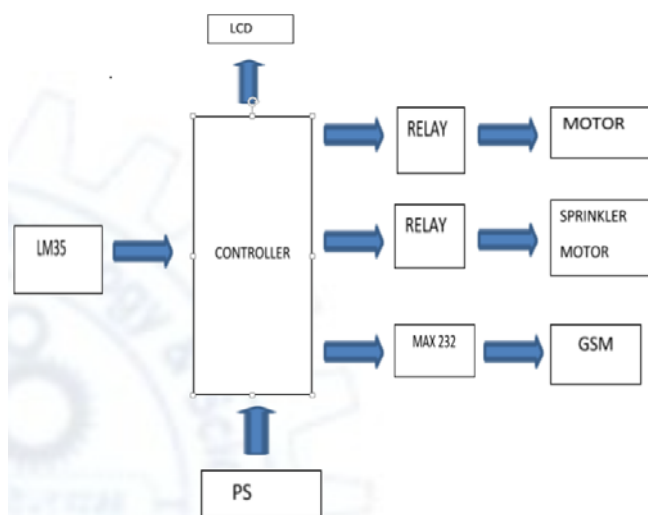 LCD
RELAY
MOTOR
LM35
CONTROLLER
RELAY
SPRINKLER
MOTOR
MAX 232
GSM
PS